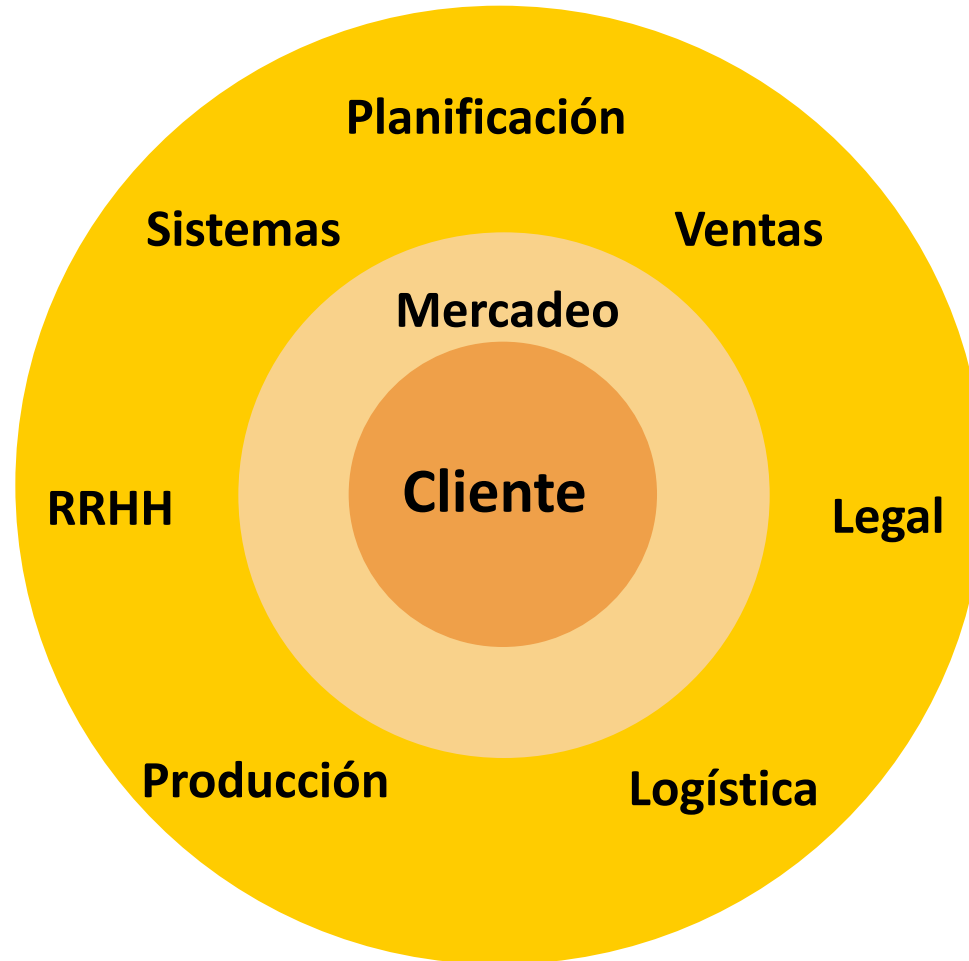 Planificación
Sistemas
Ventas
Mercadeo
Cliente
RRHH
Legal
Producción
Logística